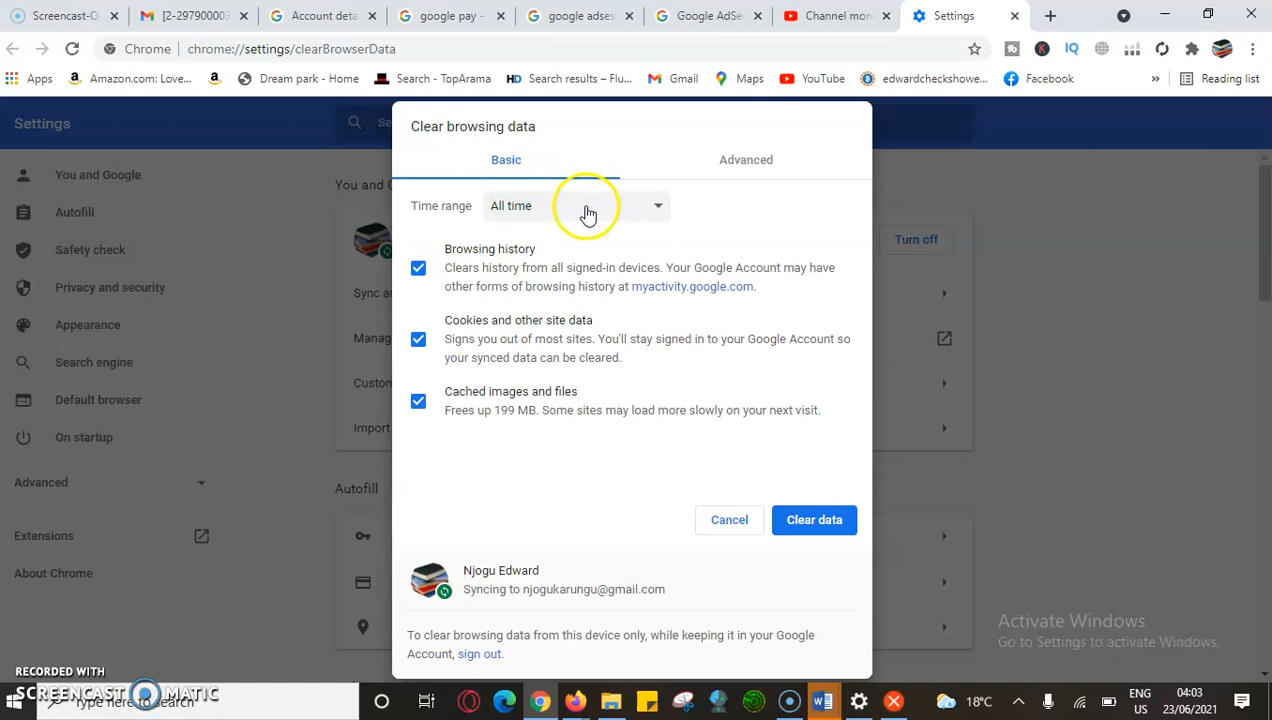 Screencast-O
[2-297900003
Account deta
google pay -
google adses
Google AdSe
Channel mon
Settings
Chrome | chrome://settings/clearBrowserData
Apps
Amazon.com: Love...
Dream park - Home
Search - TopArama
Search results – Flu...
Gmail
Maps
YouTube
edwardcheckshowe...
Facebook
»
Reading list
Settings
Se
You and Google
Autofill
Safety check
Privacy and security
Appearance
Search engine
Default browser
On startup
Advanced
Extensions
About Chrome
You and G
Turn off
Sync a
Manag
Custom
Import
Autofill
Clear browsing data
Basic
Advanced
Time range
All time
Browsing history
Clears history from all signed-in devices. Your Google Account may have
other forms of browsing history at myactivity.google.com.
Cookies and other site data
Signs you out of most sites. You'll stay signed in to your Google Account so
your synced data can be cleared.
Cached images and files
Frees up 199 MB. Some sites may load more slowly on your next visit.
Cancel
Clear data
Njogu Edward
Syncing to njogukarungu@gmail.com
To clear browsing data from this device only, while keeping it in your Google
Account, sign out.
Activate Windows
Go to Settings to activate Windows.
RECORDED WITH
SCREENCAST MATIC
Type here to search
18°C
ENG
US
04:03
23/06/2021